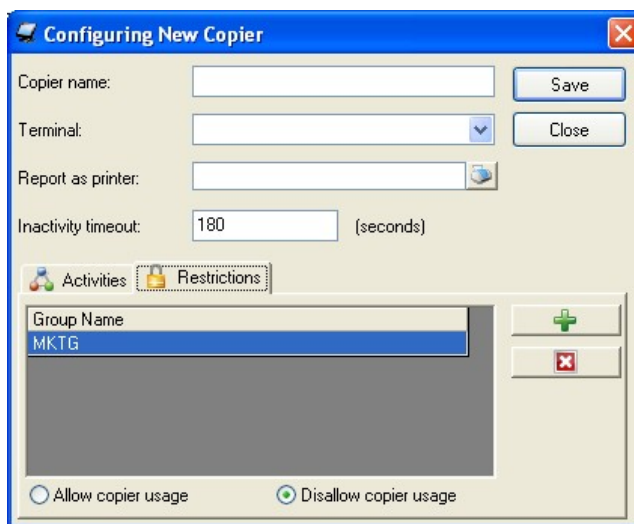 Configuring New Copier
Copier name:
Save
Terminal:
Close
Report as printer:
Inactivity timeout: 180 (seconds)
Activities Restrictions
Group Name
MKTG
Allow copier usage Disallow copier usage